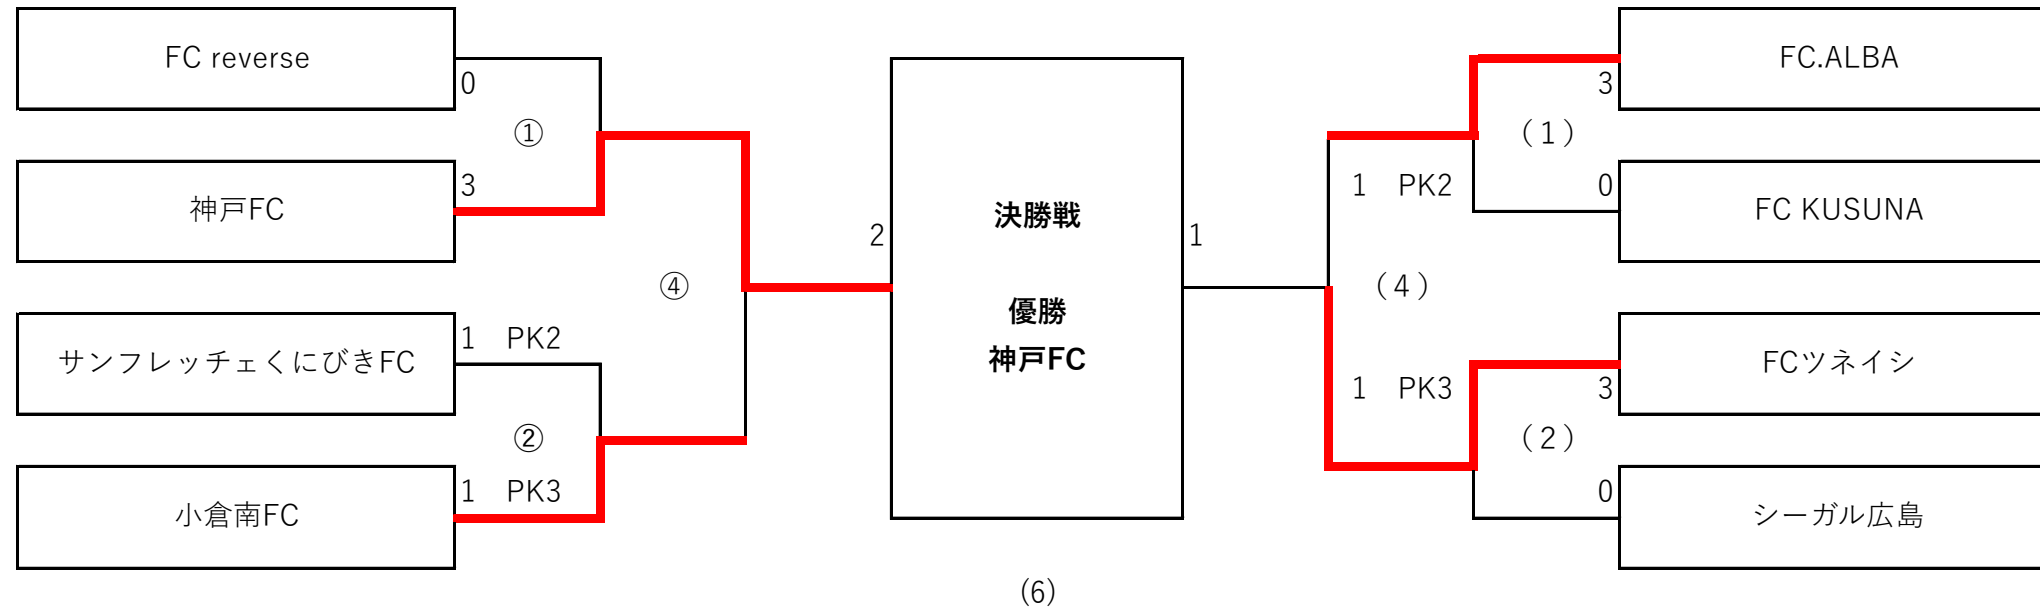 FC reverse
0
①
神戸FC
3
④
サンフレッチェくにびきFC
1 PK2
②
小倉南FC
1 PK3
2
決勝戦
優勝
神戸FC
1
(6)
FC.ALBA
3
（１）
1 PK2
0
FC KUSUNA
（４）
FCツネイシ
1 PK3
3
（２）
0
シーガル広島